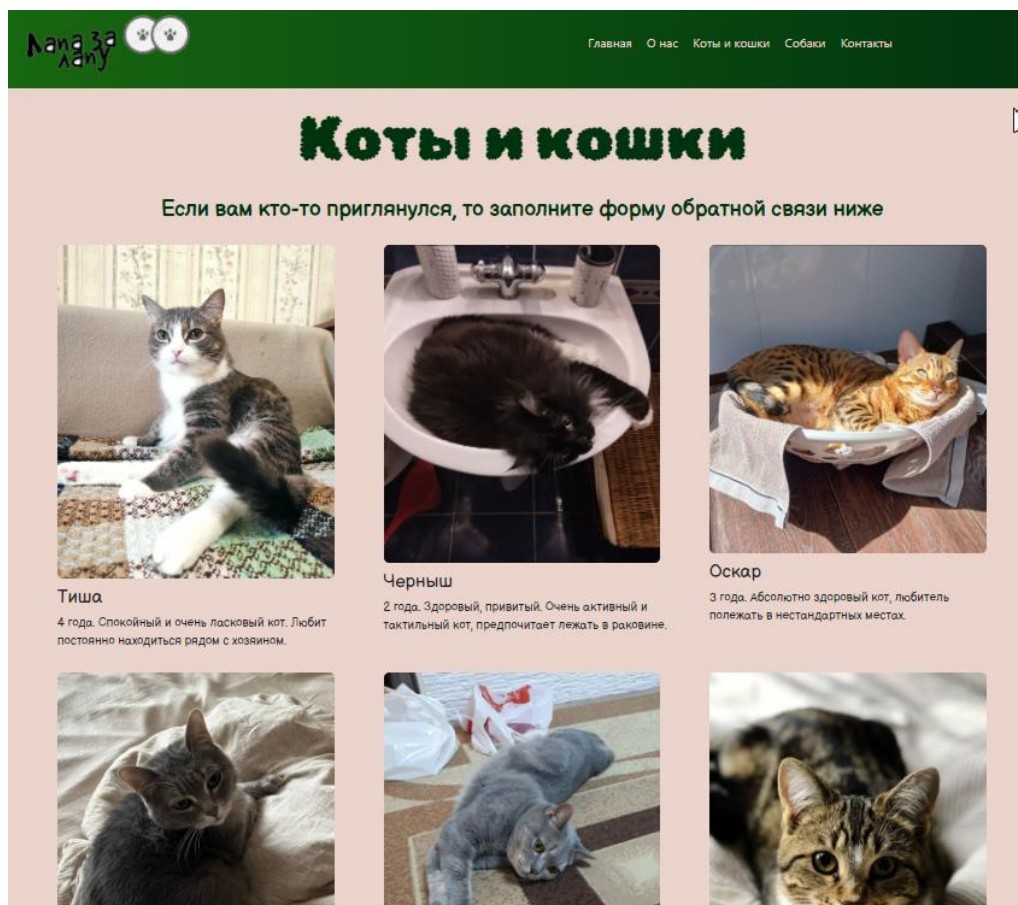 Лапа за
лапу
Главная О нас Коты и кошки Собаки Контакты
Коты и кошки
Если вам кто-то приглянулся, то заполните форму обратной связи ниже
Тиша
4 года. Спокойный и очень ласковый кот. Любит
постоянно находиться рядом с хозяином.
Черныш
2 года. Здоровый, привитый. Очень активный и
тактильный кот, предпочитает лежать в раковине.
Оскар
3 года. Абсолютно здоровый кот, любитель
полежать в нестандартных местах.